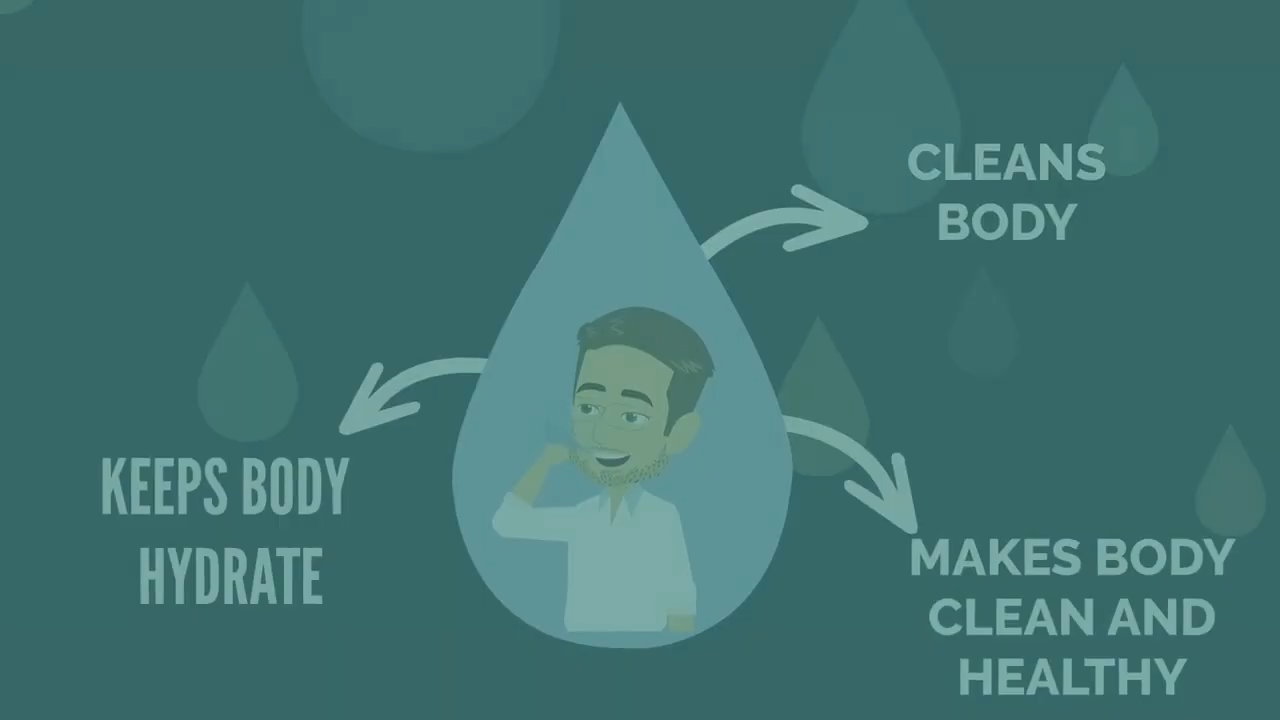 CLEANS
BODY
KEEPS BODY
HYDRATE
MAKES BODY
CLEAN AND
HEALTHY